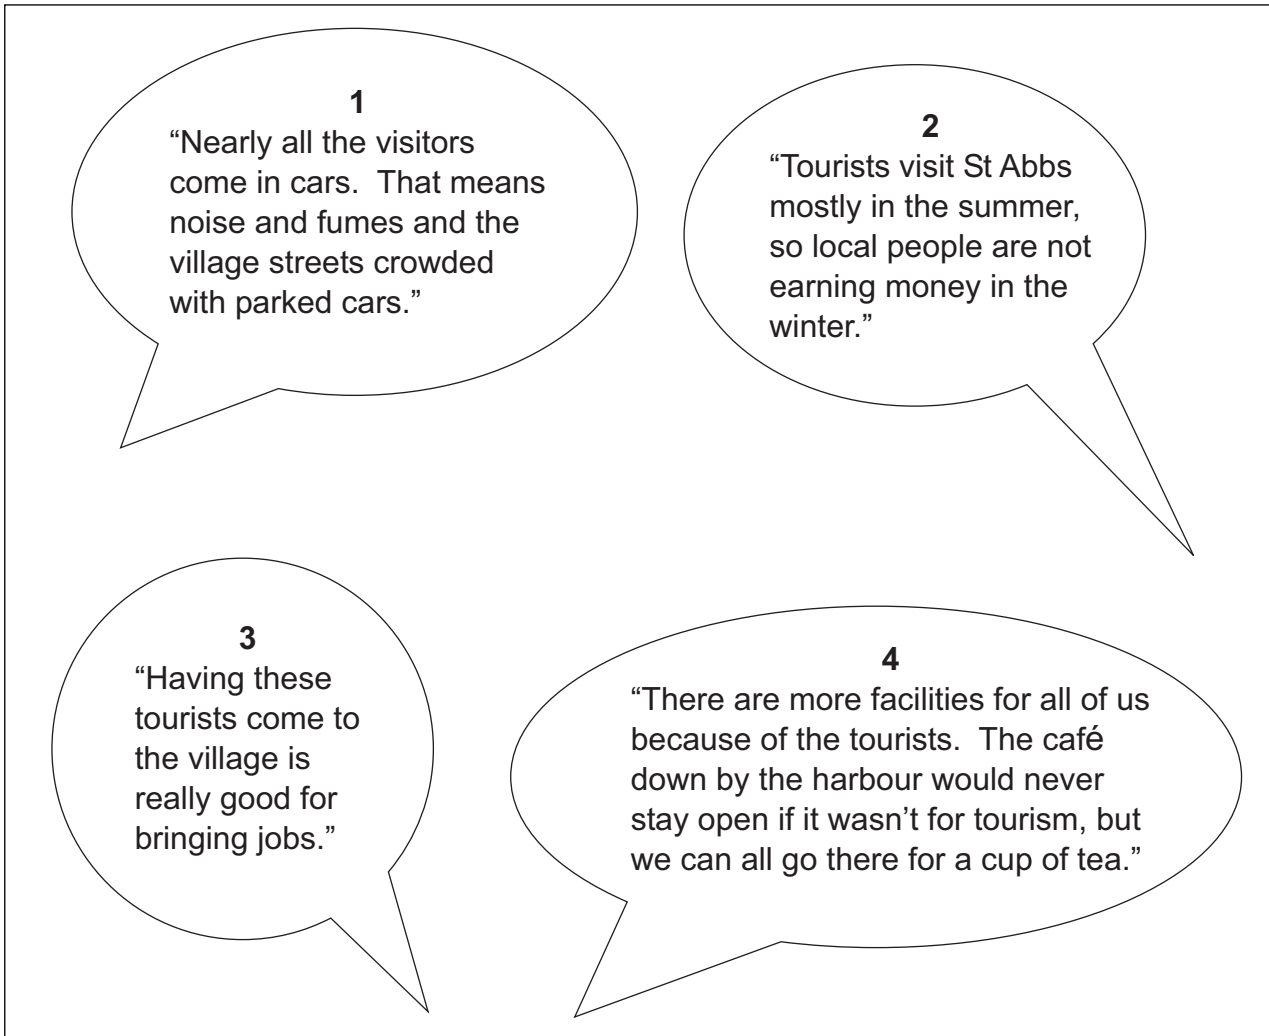 1
“Nearly all the visitors
come in cars.  That means
noise and fumes and the
village streets crowded
with parked cars.”
2
“Tourists visit St Abbs
mostly in the summer,
so local people are not
earning money in the
winter.”
3
“Having these
tourists come to
the village is
really good for
bringing jobs.”
4
“There are more facilities for all of us
because of the tourists.  The café
down by the harbour would never
stay open if it wasn’t for tourism, but
we can all go there for a cup of tea.”